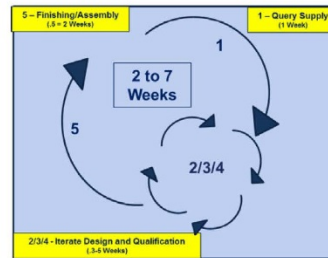 5 – Finishing/Assembly
(.5 = 2 Weeks)
1 – Query Supply
(1 Week)
1
2 to 7
Weeks
5
2/3/4
2/3/4 - Iterate Design and Qualification
(.3-5 Weeks)